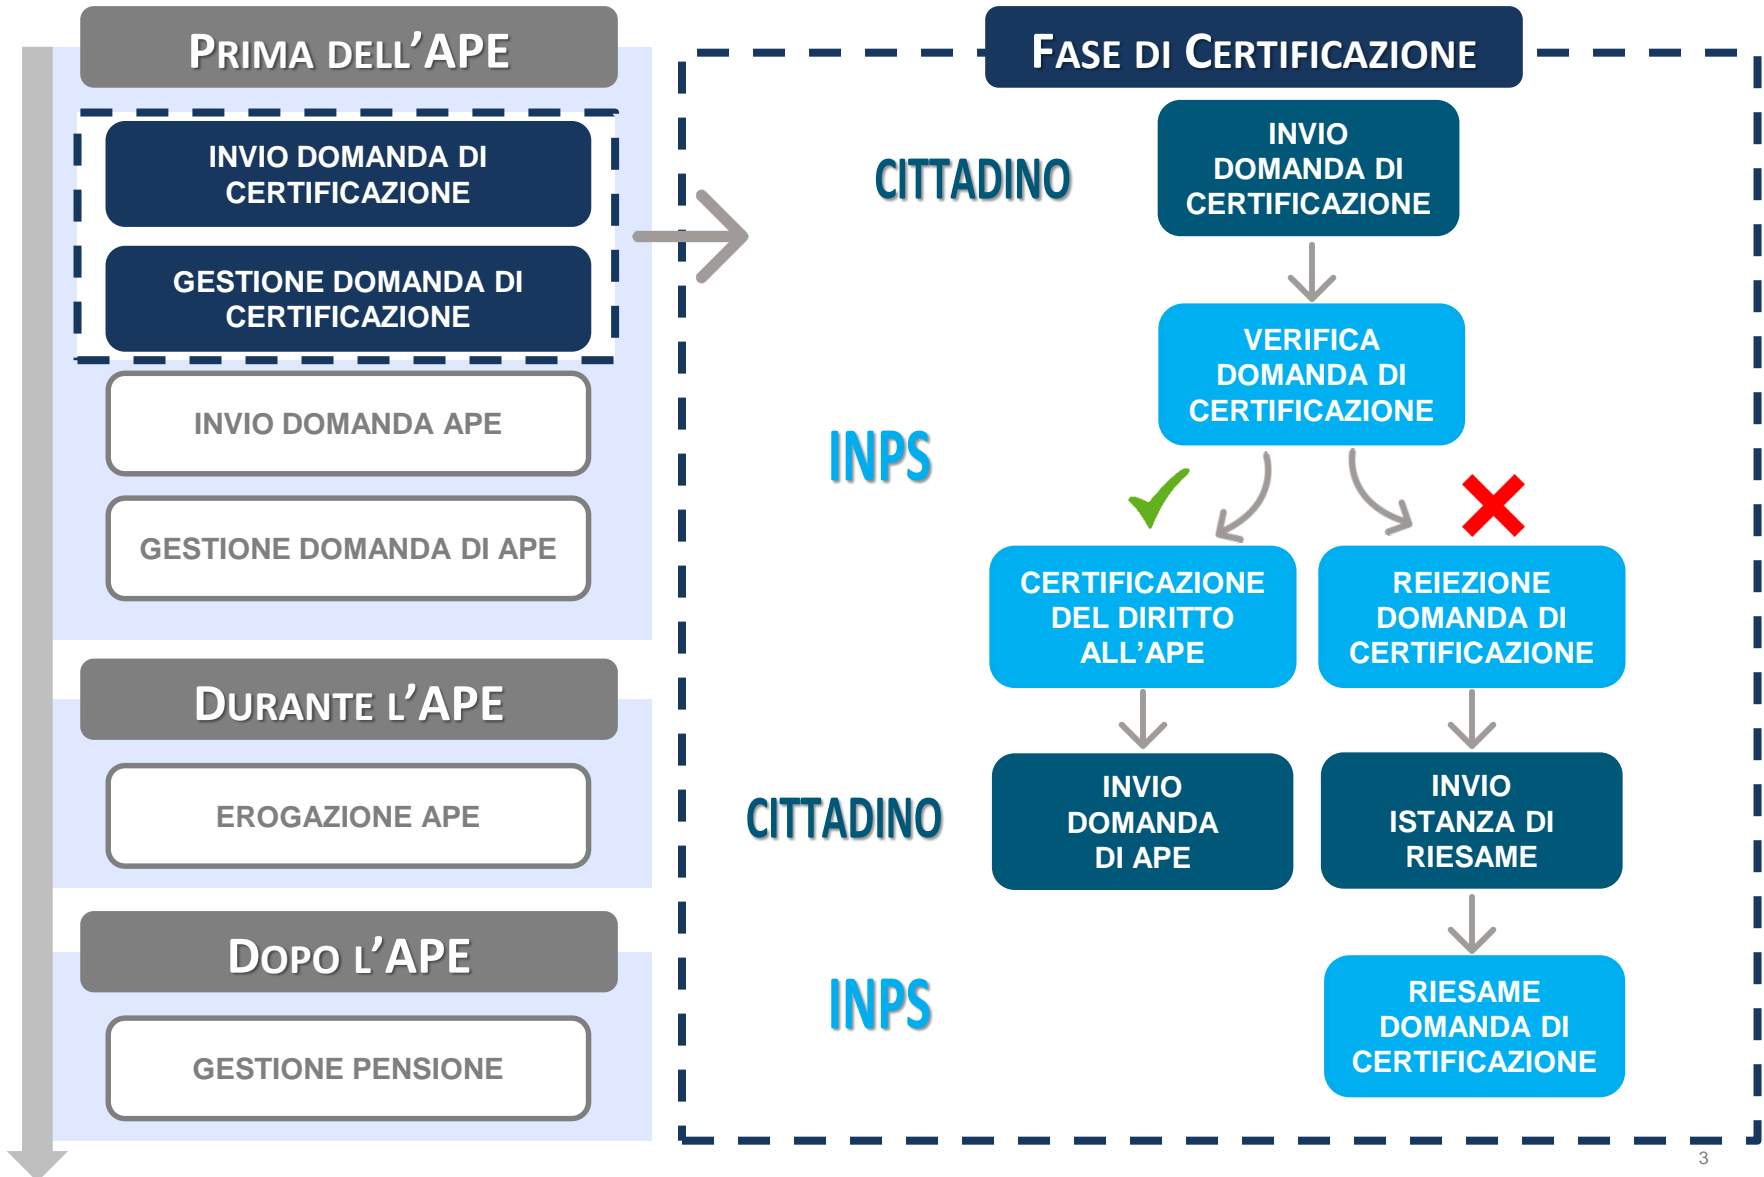 PRIMA DELL'APE
INVIO DOMANDA DI
CERTIFICAZIONE
GESTIONE DOMANDA DI
CERTIFICAZIONE
INVIO DOMANDA APE
GESTIONE DOMANDA DI APE
DURANTE L'APE
EROGAZIONE APE
DOPO L'APE
GESTIONE PENSIONE
FASE DI CERTIFICAZIONE
CITTADINO
INVIO
DOMANDA DI
CERTIFICAZIONE
INPS
VERIFICA
DOMANDA DI
CERTIFICAZIONE
CERTIFICAZIONE
DEL DIRITTO
ALL'APE
REIEZIONE
DOMANDA DI
CERTIFICAZIONE
CITTADINO
INVIO
DOMANDA
DI APE
INVIO
ISTANZA DI
RIESAME
INPS
RIESAME
DOMANDA DI
CERTIFICAZIONE
3